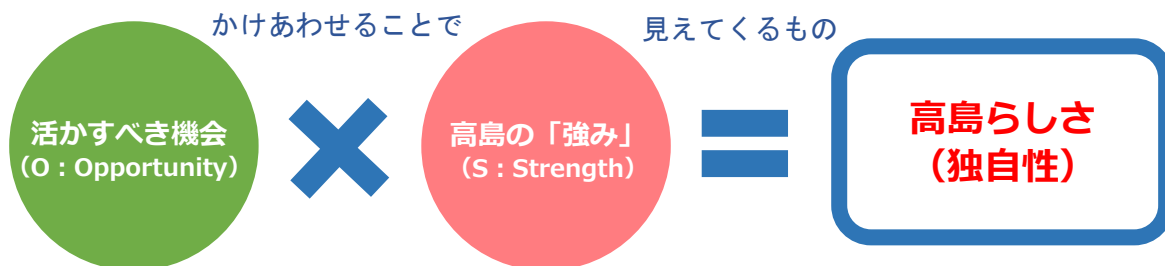 かけあわせることで
見えてくるもの
活かすべき機会
(O:Opportunity)
高島の「強み」
(S:Strength)
高島らしさ
(独自性)